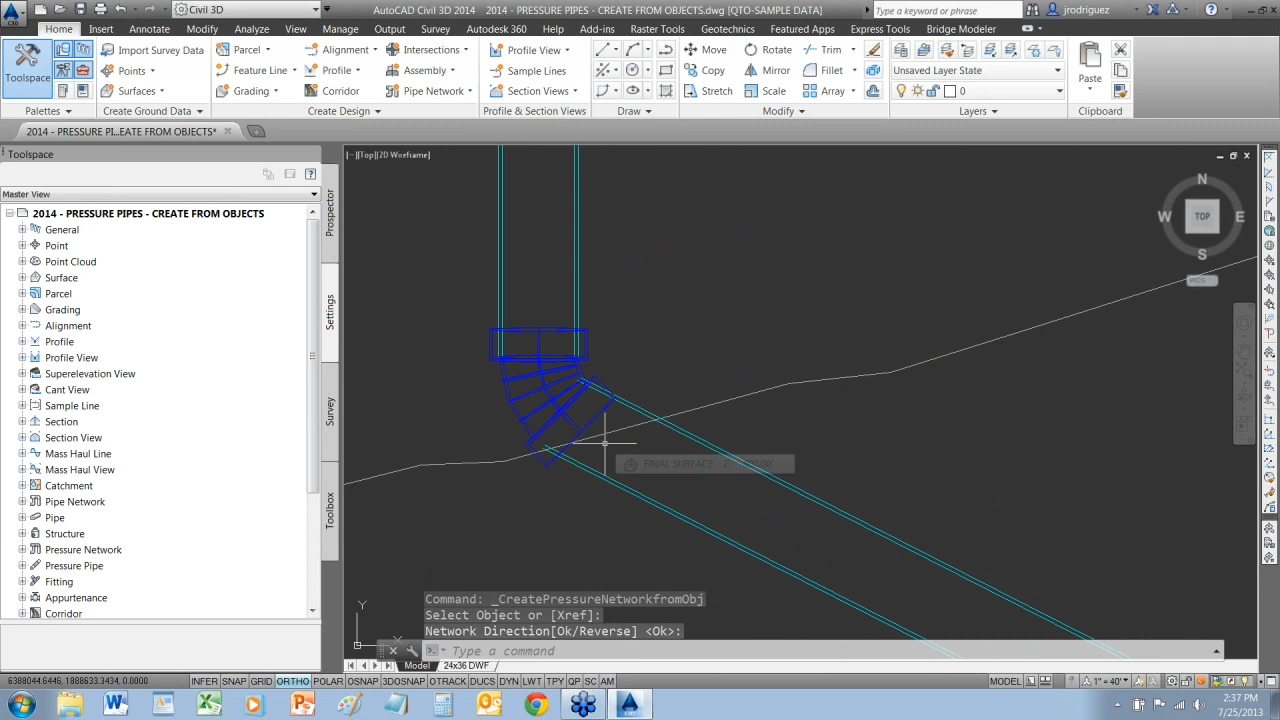 Civil 3D
AutoCAD Civil 3D 2014 2014 - PRESSURE PIPES - CREATE FROM OBJECTS.dwg [QTO-SAMPLE DATA]
Type a keyword or phrase
jrodriguez
Home Insert Annotate Modify Analyze View Manage Output Survey Autodesk 360 Help Add-ins Raster Tools Geotechnics Featured Apps Express Tools Bridge Modeler
Toolspace
Import Survey Data
Points
Surfaces
Parcel
Feature Line
Grading
Alignment
Profile
Corridor
Intersections
Assembly
Pipe Network
Profile View
Sample Lines
Section Views
Move Rotate Trim
Copy Mirror Fillet
Stretch Scale Array
Unsaved Layer State
0
Paste
Palettes Create Ground Data Create Design Profile & Section Views Draw Modify Layers Clipboard
2014 - PRESSURE PI...EATE FROM OBJECTS*
Toolspace
Master View
2014 - PRESSURE PIPES - CREATE FROM OBJECTS
General
Point
Point Cloud
Surface
Parcel
Grading
Alignment
Profile
Profile View
Superelevation View
Cant View
Sample Line
Section
Section View
Mass Haul Line
Mass Haul View
Catchment
Pipe Network
Pipe
Structure
Pressure Network
Pressure Pipe
Fitting
Appurtenance
Corridor
Prospector
Settings
Survey
Toolbox
[−][Top][2D Wireframe]
N
W TOP E
S
WCS
FINAL SURFACE
Y
X
Command: _CreatePressureNetworkfromObj
Select Object or [Xref]:
Network Direction[Ok/Reverse] <Ok>:
Type a command
Model 24x36 DWF
6388044.6446, 1888633.3434, 0.0000 INFER SNAP GRID ORTHO POLAR OSNAP 3DOSNAP OTRACK DUCS DYN LWT TPY QP SC AM MODEL 1" = 40'
2:37 PM
7/25/2013